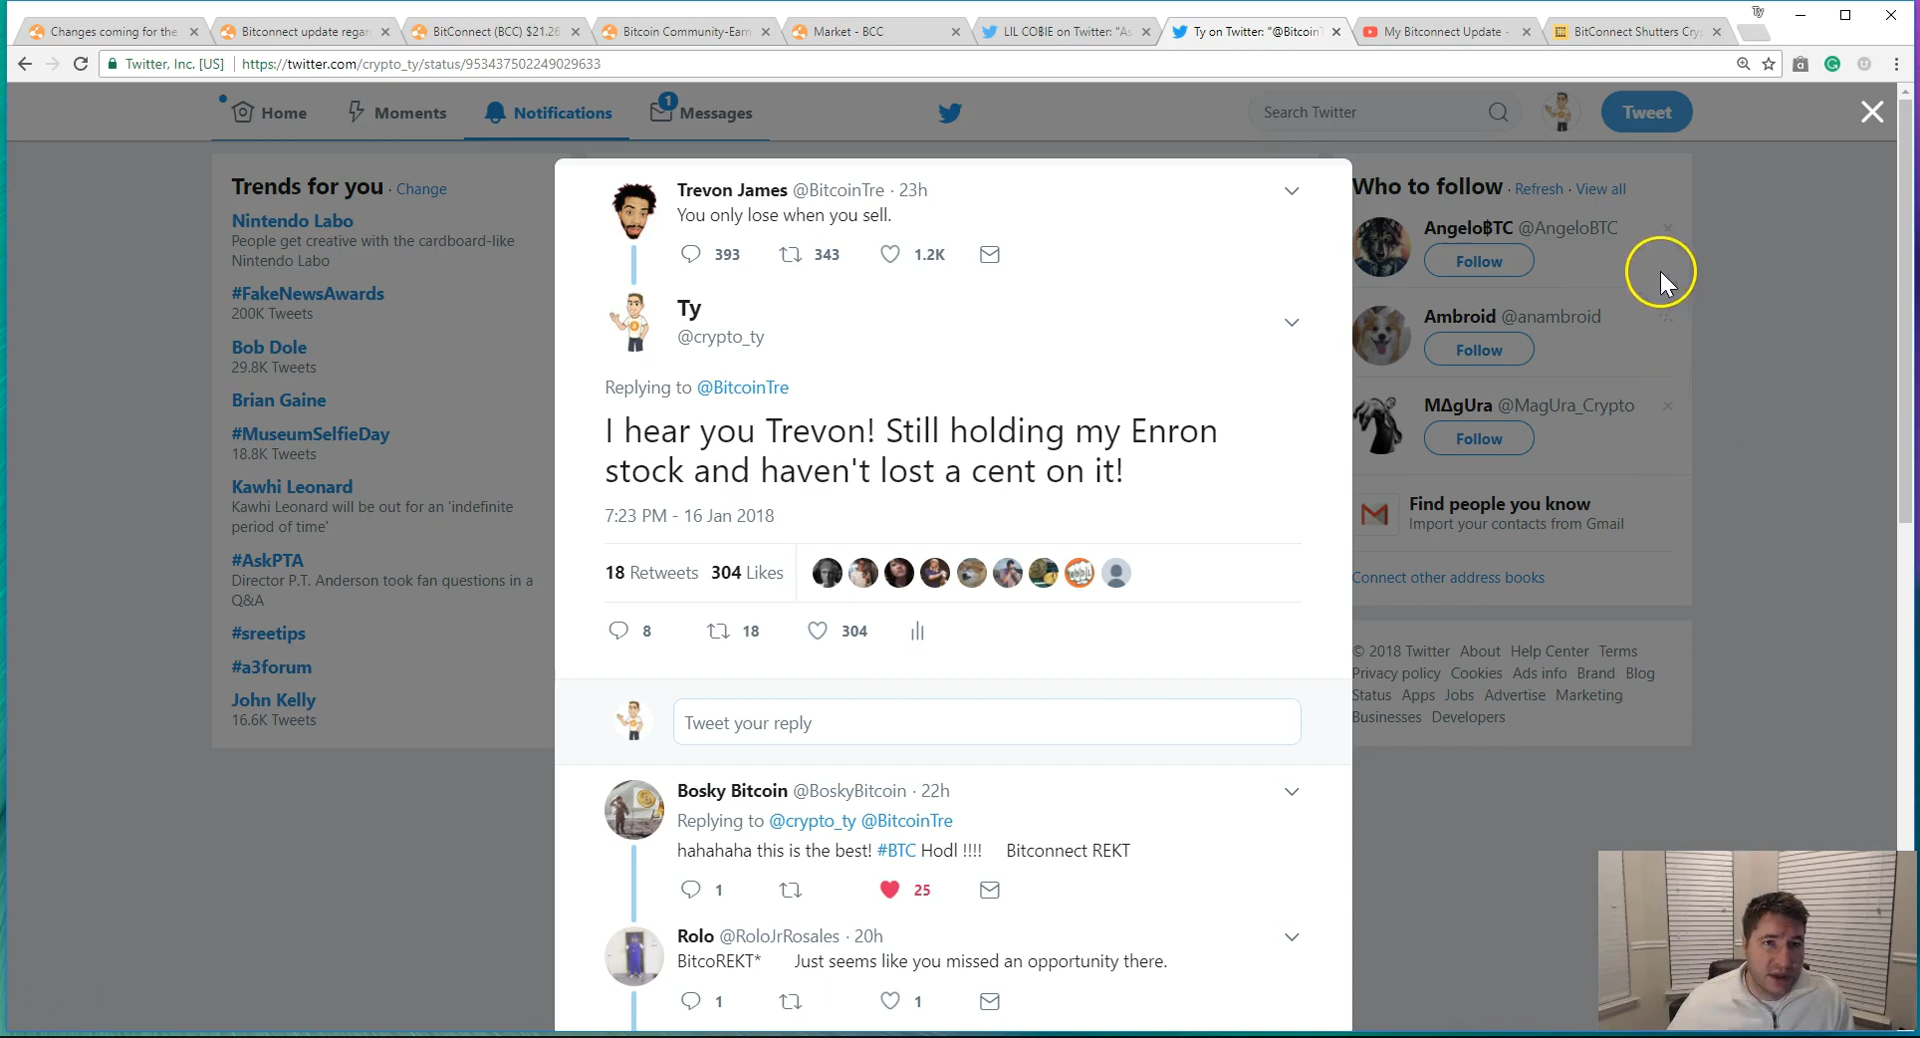 Ty
Changes coming for the
Bitconnect update regar
BitConnect (BCC) $21.26
Bitcoin Community-Earn
Market - BCC
LIL COBIE on Twitter: "As
Ty on Twitter: "@BitcoinT
My Bitconnect Update -
BitConnect Shutters Cryp
Twitter, Inc. [US] https://twitter.com/crypto_ty/status/953437502249029633
Home
Moments
Notifications
1
Messages
Search Twitter
Tweet
Trends for you · Change
Nintendo Labo
People get creative with the cardboard-like
Nintendo Labo
#FakeNewsAwards
200K Tweets
Bob Dole
29.8K Tweets
Brian Gaine
#MuseumSelfieDay
18.8K Tweets
Kawhi Leonard
Kawhi Leonard will be out for an 'indefinite
period of time'
#AskPTA
Director P.T. Anderson took fan questions in a
Q&A
#sreetips
#a3forum
John Kelly
16.6K Tweets
Trevon James @BitcoinTre · 23h
You only lose when you sell.
393 343 1.2K
Ty
@crypto_ty
Replying to @BitcoinTre
I hear you Trevon! Still holding my Enron
stock and haven't lost a cent on it!
7:23 PM - 16 Jan 2018
18 Retweets 304 Likes
8 18 304
Tweet your reply
Bosky Bitcoin @BoskyBitcoin · 22h
Replying to @crypto_ty @BitcoinTre
hahahaha this is the best! #BTC Hodl !!!! Bitconnect REKT
1 25
Rolo @RoloJrRosales · 20h
BitcoREKT* Just seems like you missed an opportunity there.
1 1
Who to follow · Refresh · View all
Angelo฿TC @AngeloBTC
Follow
Ambroid @anambroid
Follow
MΔgUra @MagUra_Crypto
Follow
Find people you know
Import your contacts from Gmail
Connect other address books
© 2018 Twitter About Help Center Terms
Privacy policy Cookies Ads info Brand Blog
Status Apps Jobs Advertise Marketing
Businesses Developers